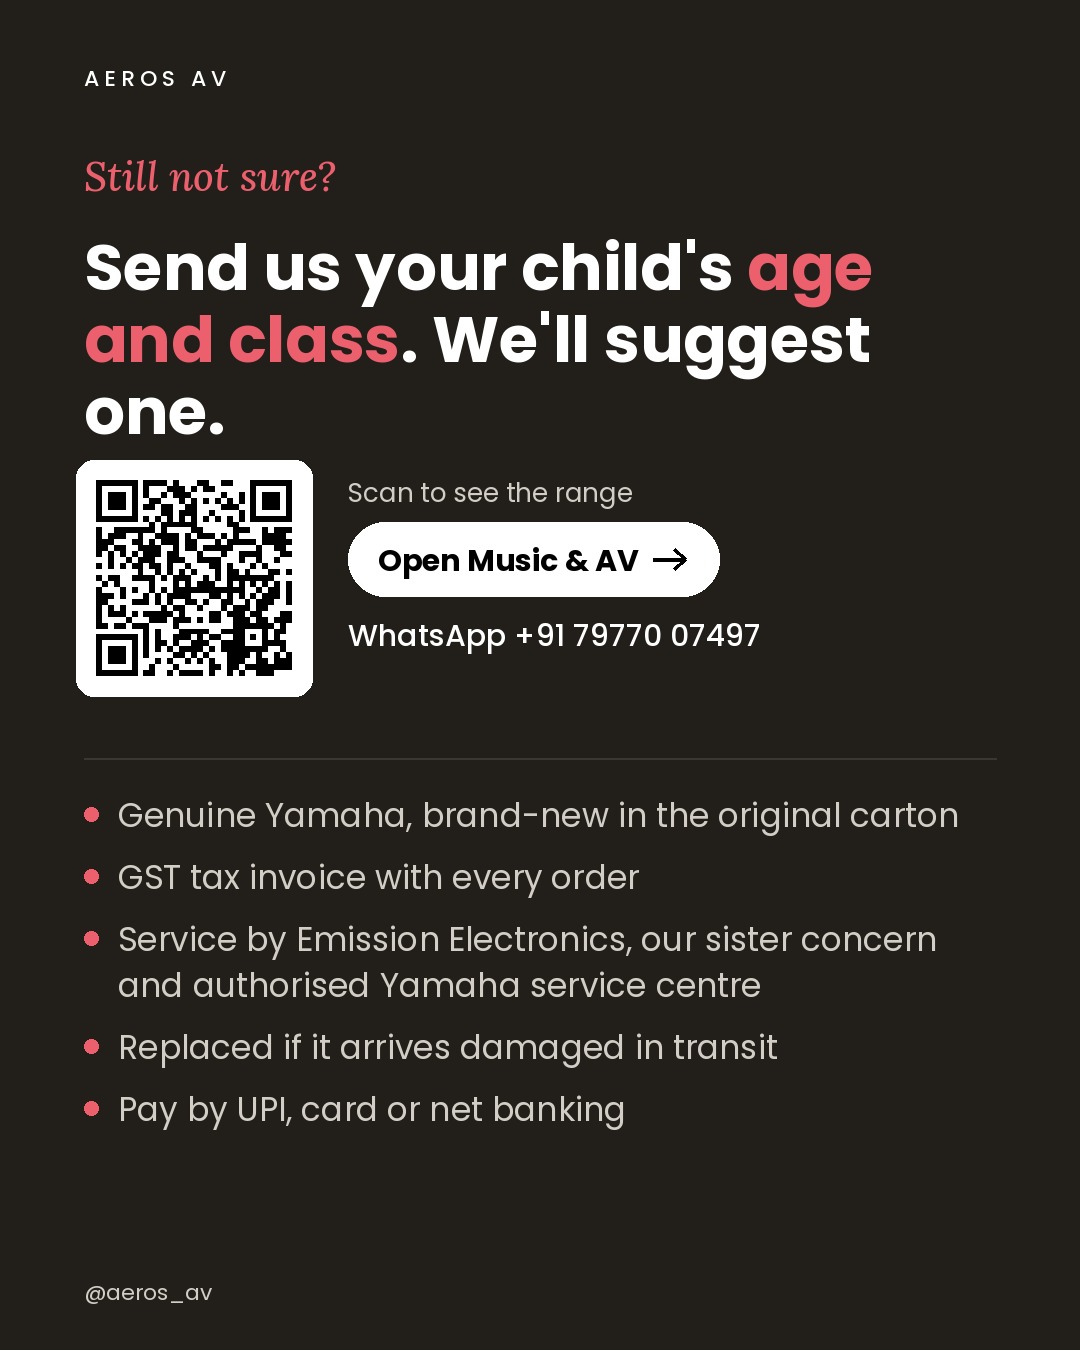 AEROS AV
Still not sure?
Send us your child's age
and class. We'll suggest
one.
Scan to see the range
Open Music & AV →
WhatsApp +91 79770 07497
Genuine Yamaha, brand-new in the original carton
GST tax invoice with every order
Service by Emission Electronics, our sister concern
and authorised Yamaha service centre
Replaced if it arrives damaged in transit
Pay by UPI, card or net banking
@aeros_av